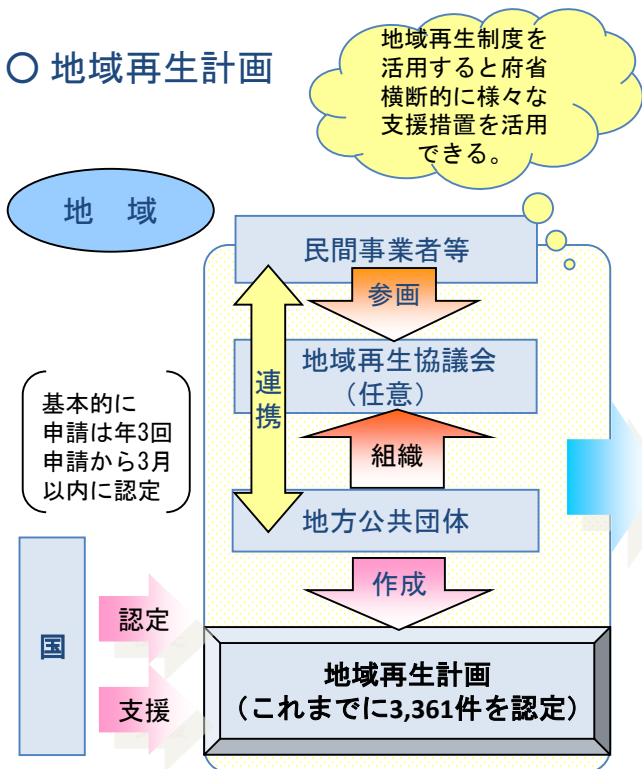 ○ 地域再生計画
地域再生制度を
活用すると府省
横断的に様々な
支援措置を活用
できる。
地 域
民間事業者等
参画
地域再生協議会
（任意）
連携
組織
基本的に
申請は年3回
申請から3月
以内に認定
地方公共団体
作成
国
認定
支援
地域再生計画
（これまでに3,361件を認定）